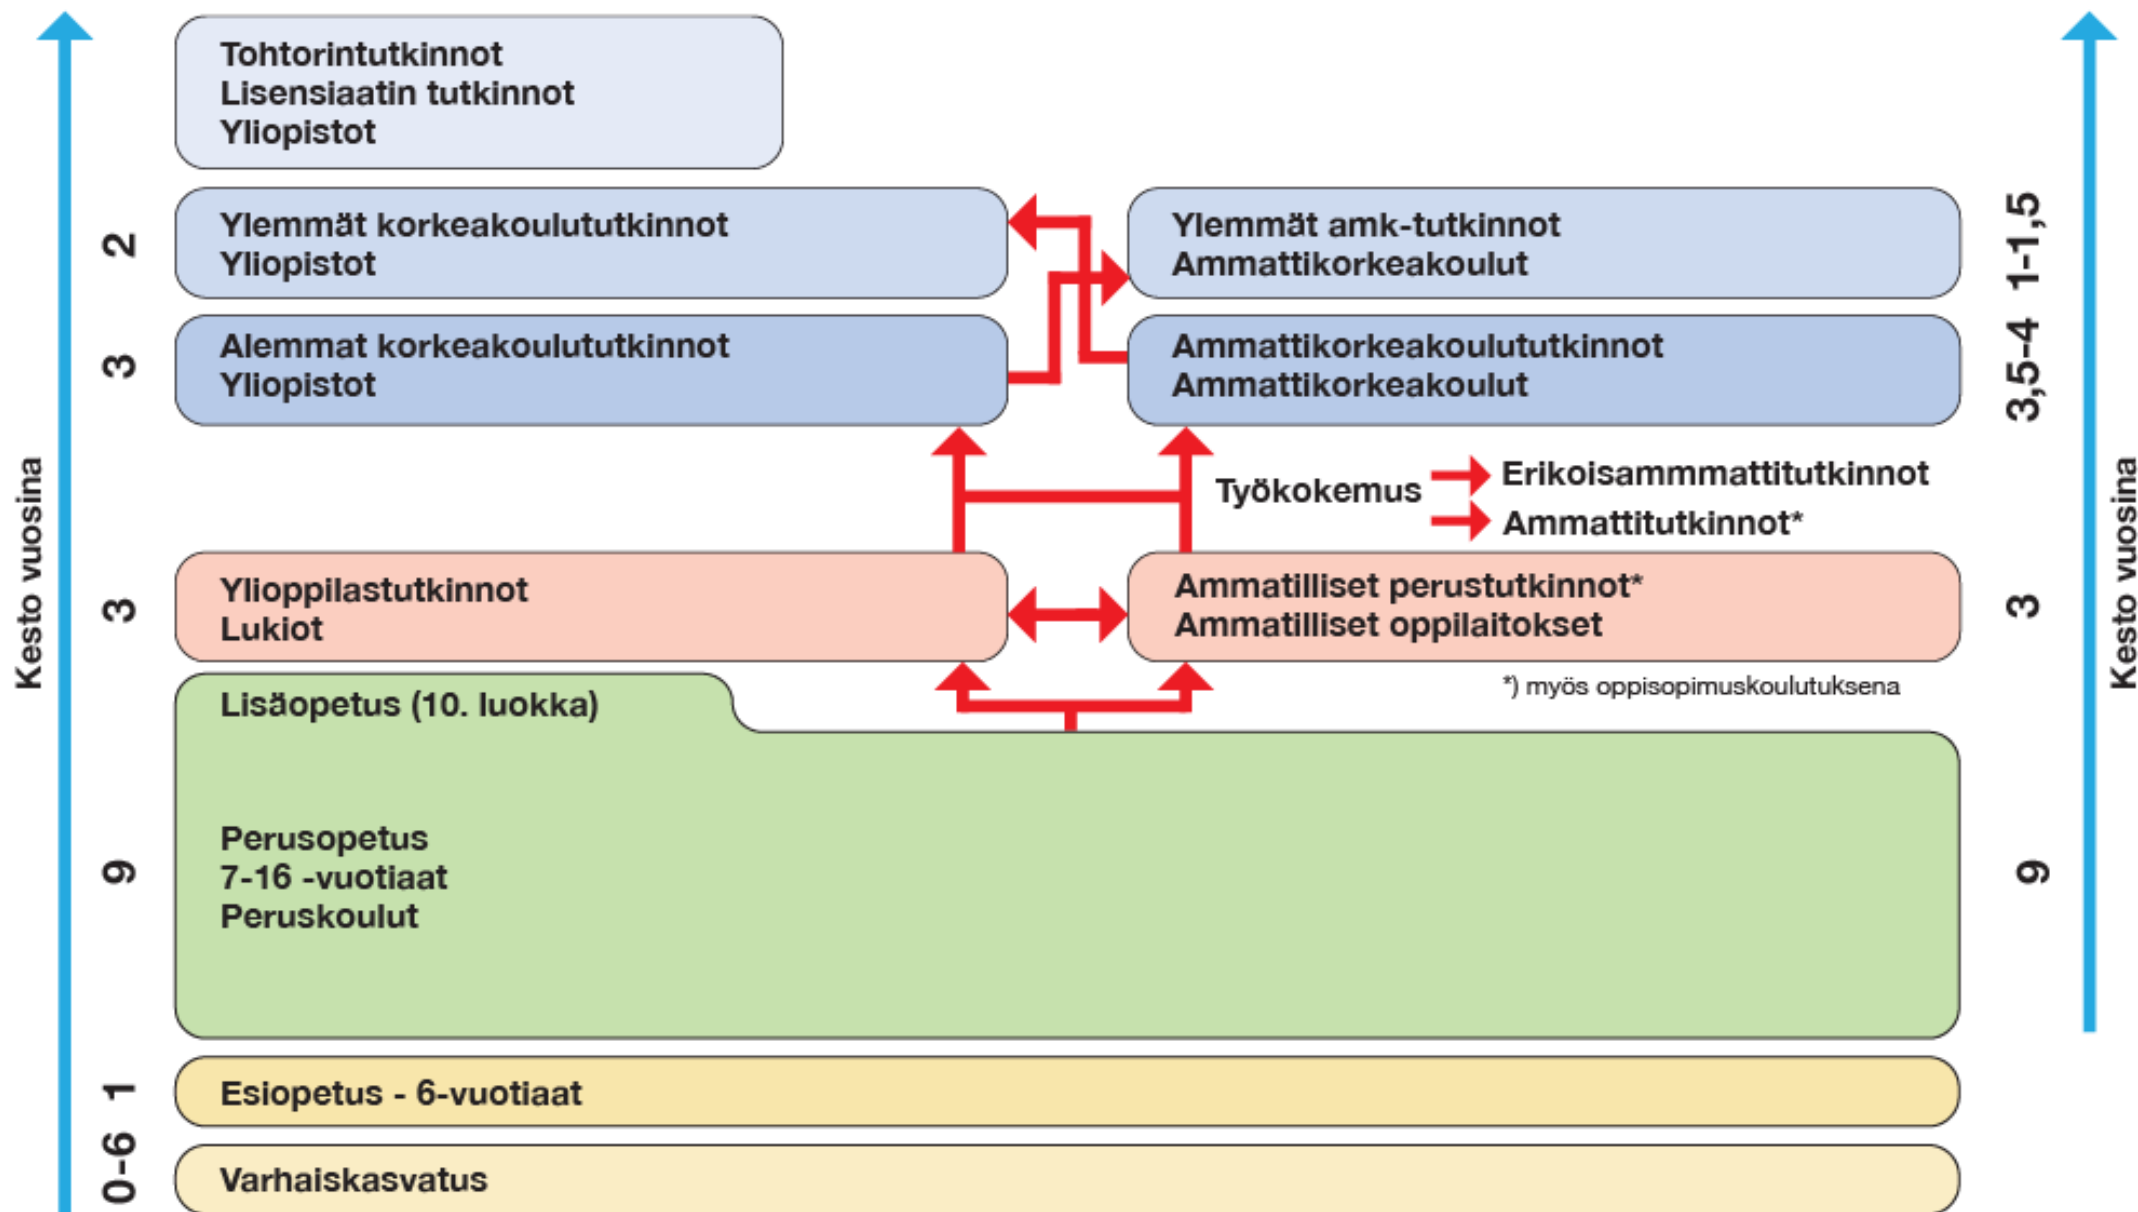 Tohtorintutkinnot
Lisensiaatin tutkinnot
Yliopistot
2
Ylemmät korkeakoulututkinnot
Yliopistot
Ylemmät amk-tutkinnot
Ammattikorkeakoulut
1-1,5
3
Alemmat korkeakoulututkinnot
Yliopistot
Ammattikorkeakoulututkinnot
Ammattikorkeakoulut
3,5-4
Työkokemus
Erikoisammmattitutkinnot
Ammattitutkinnot*
Kesto vuosina
Kesto vuosina
3
Ylioppilastutkinnot
Lukiot
Ammatilliset perustutkinnot*
Ammatilliset oppilaitokset
3
*) myös oppisopimuskoulutuksena
Lisäopetus (10. luokka)
9
Perusopetus
7-16 -vuotiaat
Peruskoulut
9
1
Esiopetus - 6-vuotiaat
0-6
Varhaiskasvatus